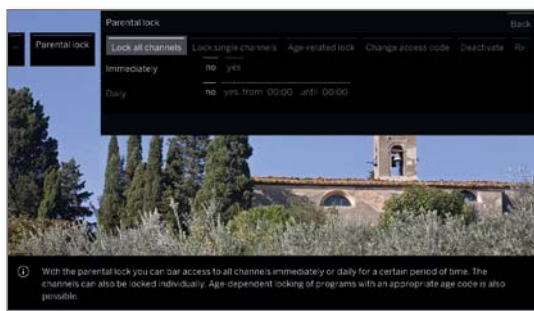 Parental lock
Back
Parental lock
Lock all channels Lock single channels Age-related lock Change access code Deactivate
Immediately no yes
Daily no yes, from 00:00 until 00:00
With the parental lock you can bar access to all channels immediately or daily for a certain period of time. The
channels can also be locked individually. Age-dependent locking of programs with an appropriate age code is also
possible.